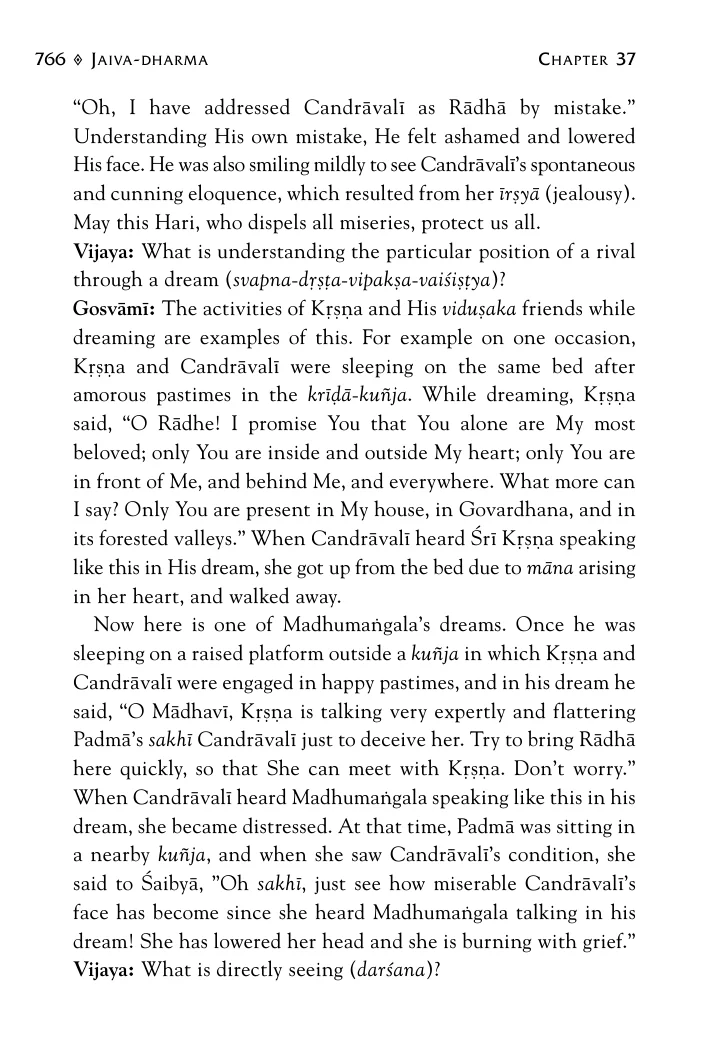 766 ◈ JAIVA-DHARMA CHAPTER 37
“Oh, I have addressed Candrāvalī as Rādhā by mistake.”
Understanding His own mistake, He felt ashamed and lowered
His face. He was also smiling mildly to see Candrāvalī’s spontaneous
and cunning eloquence, which resulted from her īrṣyā (jealousy).
May this Hari, who dispels all miseries, protect us all.
Vijaya: What is understanding the particular position of a rival
through a dream (svapna-dṛṣṭa-vipakṣa-vaiśiṣṭya)?
Gosvāmī: The activities of Kṛṣṇa and His viduṣaka friends while
dreaming are examples of this. For example on one occasion,
Kṛṣṇa and Candrāvalī were sleeping on the same bed after
amorous pastimes in the krīḍā-kuñja. While dreaming, Kṛṣṇa
said, “O Rādhe! I promise You that You alone are My most
beloved; only You are inside and outside My heart; only You are
in front of Me, and behind Me, and everywhere. What more can
I say? Only You are present in My house, in Govardhana, and in
its forested valleys.” When Candrāvalī heard Śrī Kṛṣṇa speaking
like this in His dream, she got up from the bed due to māna arising
in her heart, and walked away.
Now here is one of Madhumaṅgala’s dreams. Once he was
sleeping on a raised platform outside a kuñja in which Kṛṣṇa and
Candrāvalī were engaged in happy pastimes, and in his dream he
said, “O Mādhavī, Kṛṣṇa is talking very expertly and flattering
Padmā’s sakhī Candrāvalī just to deceive her. Try to bring Rādhā
here quickly, so that She can meet with Kṛṣṇa. Don’t worry.”
When Candrāvalī heard Madhumaṅgala speaking like this in his
dream, she became distressed. At that time, Padmā was sitting in
a nearby kuñja, and when she saw Candrāvalī’s condition, she
said to Śaibyā, ”Oh sakhī, just see how miserable Candrāvalī’s
face has become since she heard Madhumaṅgala talking in his
dream! She has lowered her head and she is burning with grief.”
Vijaya: What is directly seeing (darśana)?